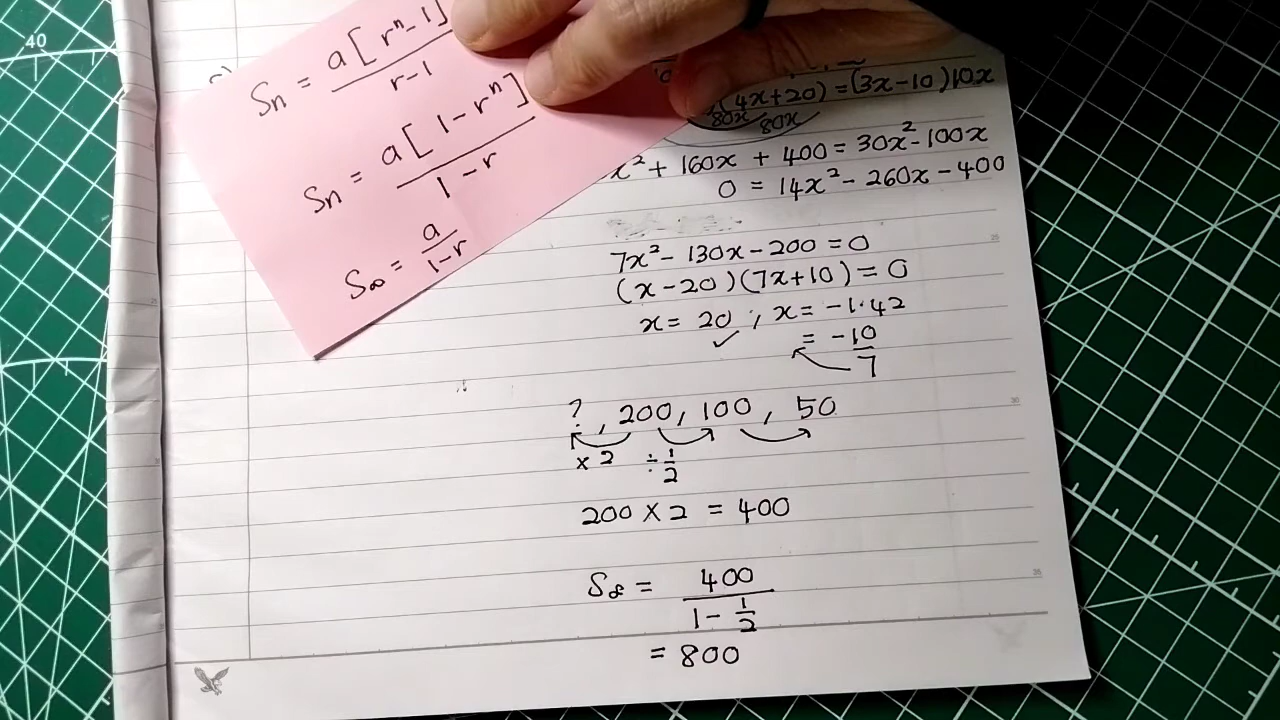 40
Sn = a[rⁿ-1] / r-1
Sn = a[1-rⁿ] / 1-r
S∞ = a / 1-r
(4x+20) = (3x-10)10x
80x 80x
x² + 160x + 400 = 30x² - 100x
0 = 14x² - 260x - 400
7x² - 130x - 200 = 0
(x-20)(7x+10) = 0
x = 20 ; x = -1.42
✓ = -10/7
?, 200, 100, 50
×2 ÷ 1/2
200 × 2 = 400
S∞ = 400 / 1 - 1/2
= 800